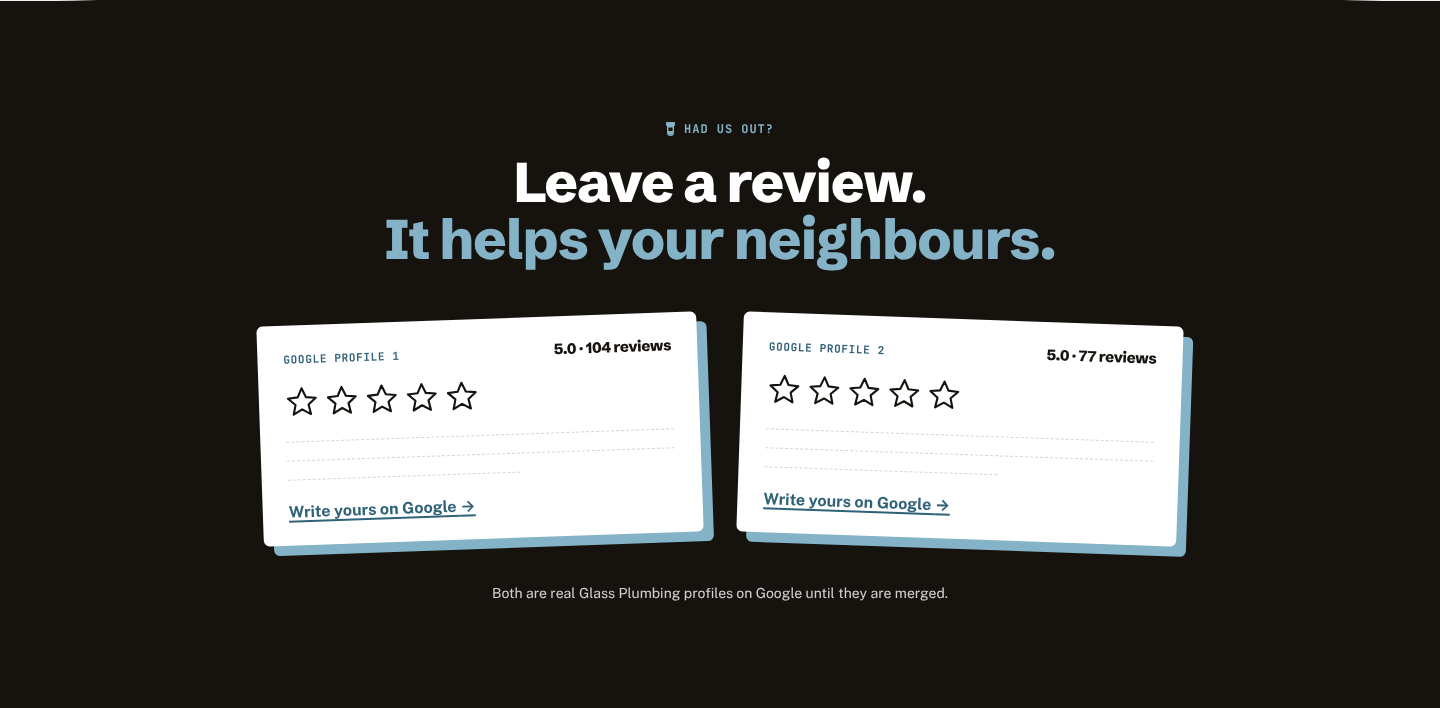 HAD US OUT?
Leave a review.
It helps your neighbours.
GOOGLE PROFILE 1
5.0 · 104 reviews
Write yours on Google →
GOOGLE PROFILE 2
5.0 · 77 reviews
Write yours on Google →
Both are real Glass Plumbing profiles on Google until they are merged.